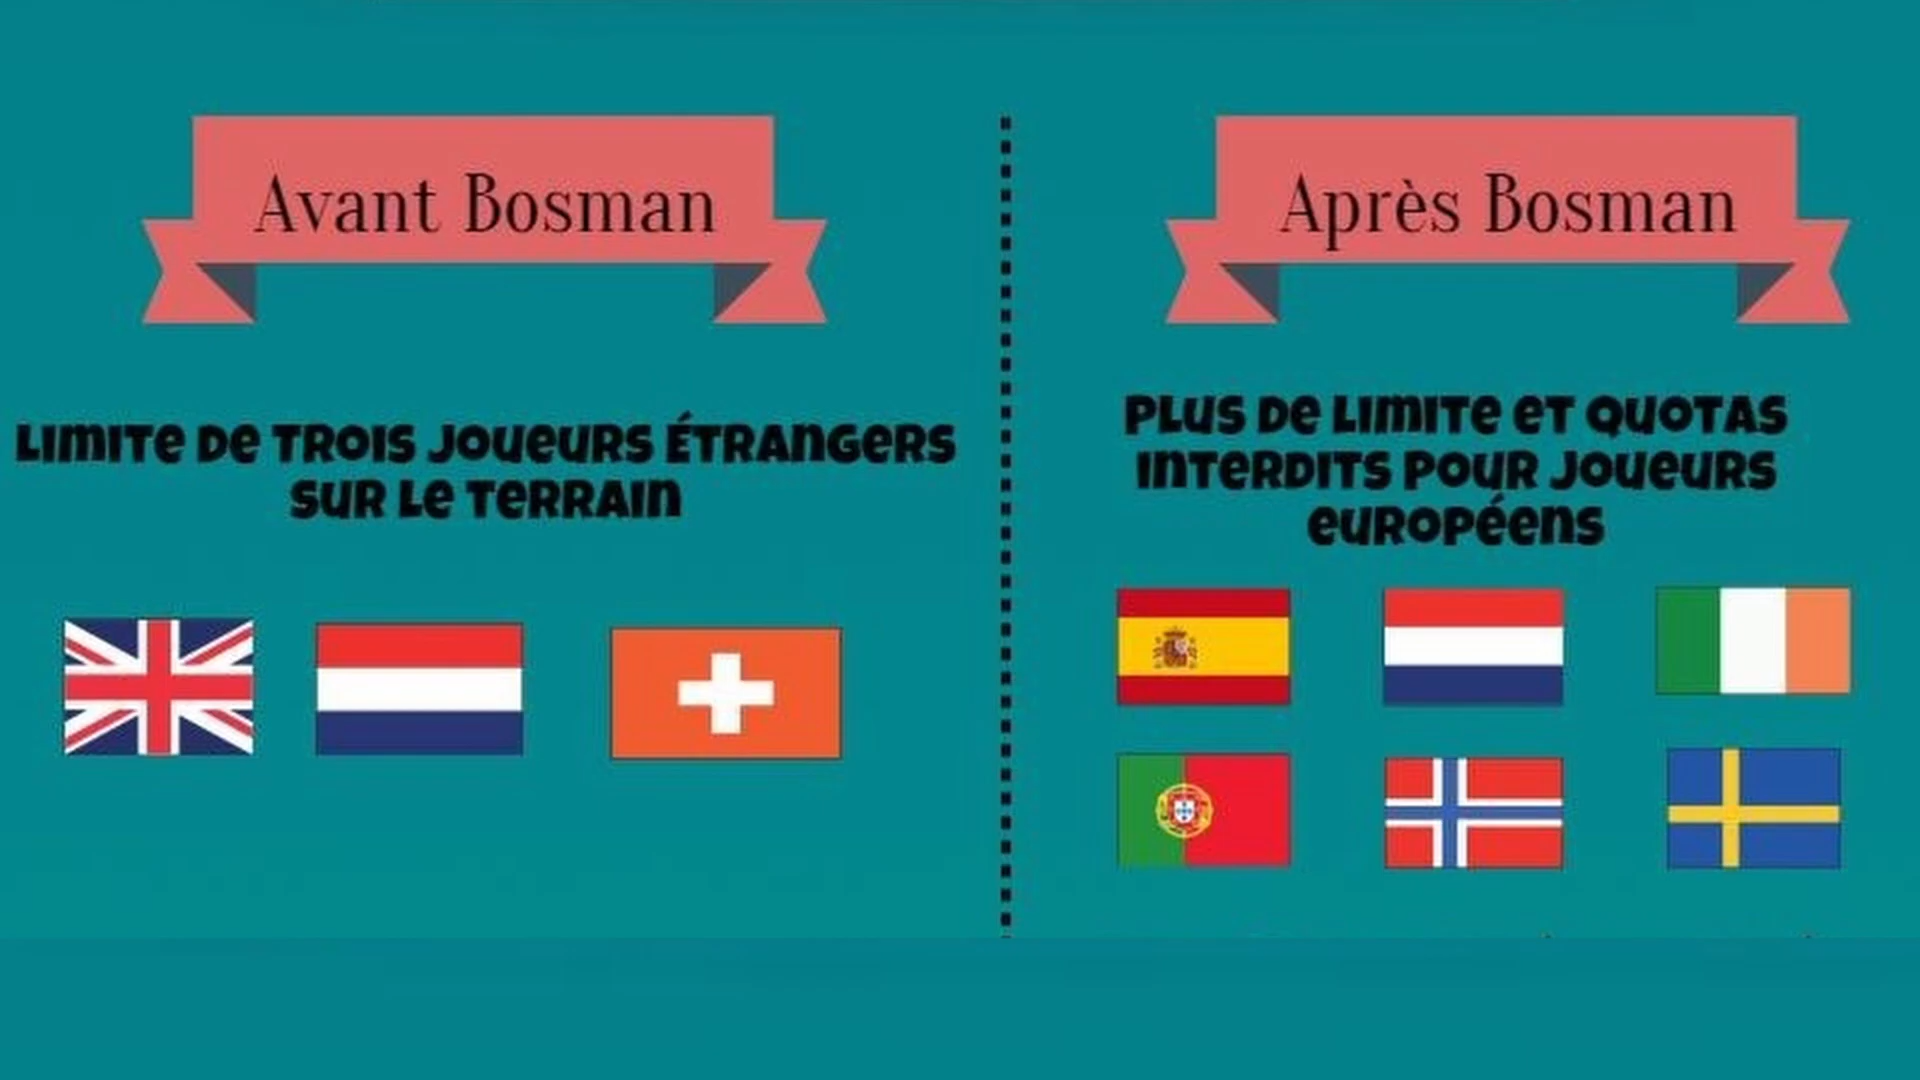 Avant Bosman
Limite de trois joueurs étrangers
sur le terrain
Après Bosman
Plus de limite et quotas
interdits pour joueurs
européens